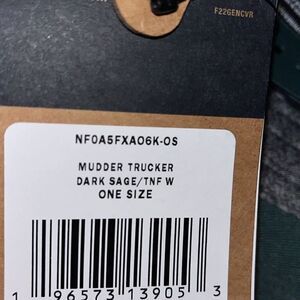 F22GENCVR
NF0A5FXA06K-OS
MUDDER TRUCKER
DARK SAGE/TNF W
ONE SIZE
1 96573 13905 3